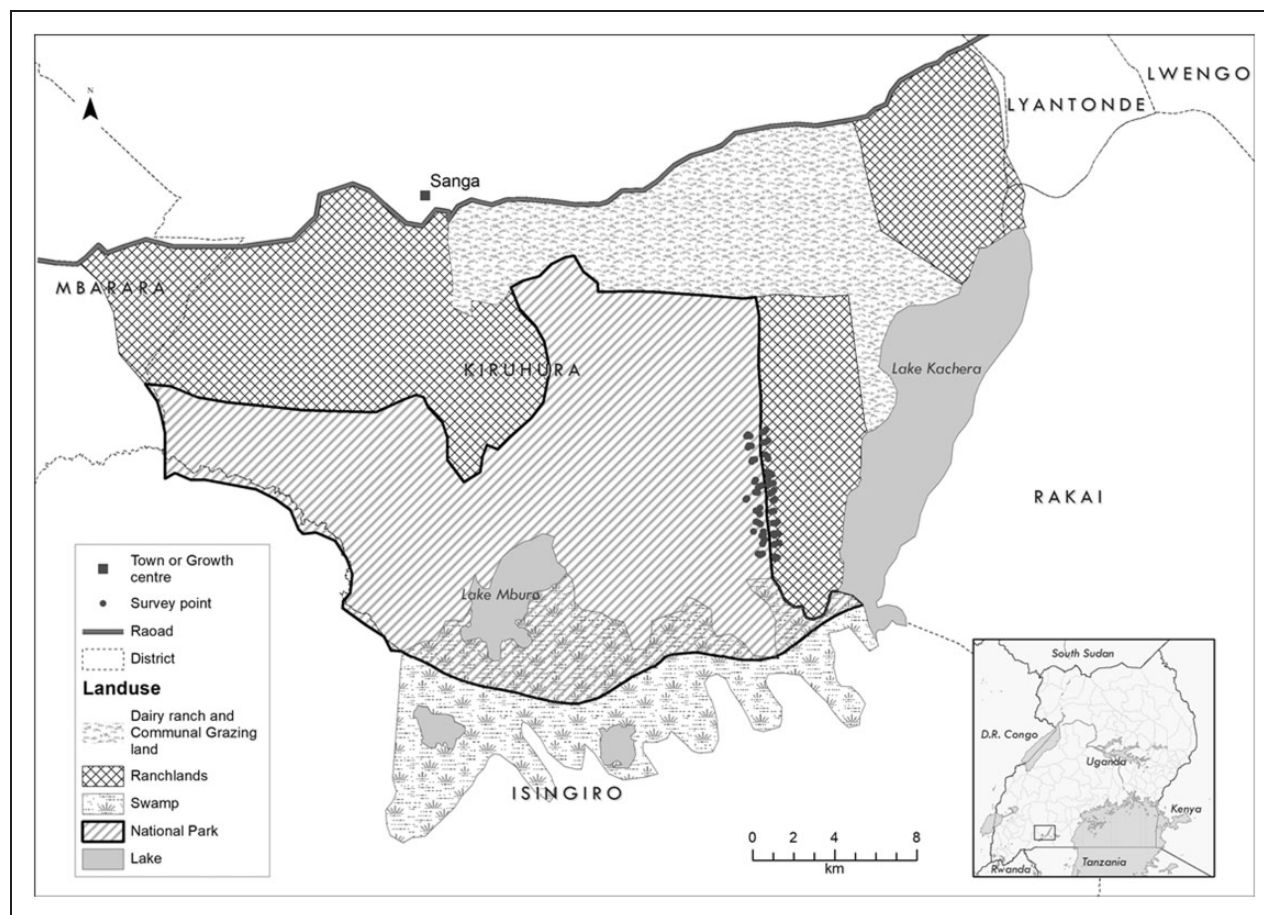 N
LWENGO
LYANTONDE
Sanga
MBARARA
KIRUHURA
Lake Kachera
RAKAI
Lake Mburo
ISINGIRO
Town or Growth
centre
Survey point
Raoad
District
Landuse
Dairy ranch and
Communal Grazing
land
Ranchlands
Swamp
National Park
Lake
0 2 4 8
km
South Sudan
D.R. Congo
Uganda
Kenya
Rwanda
Tanzania